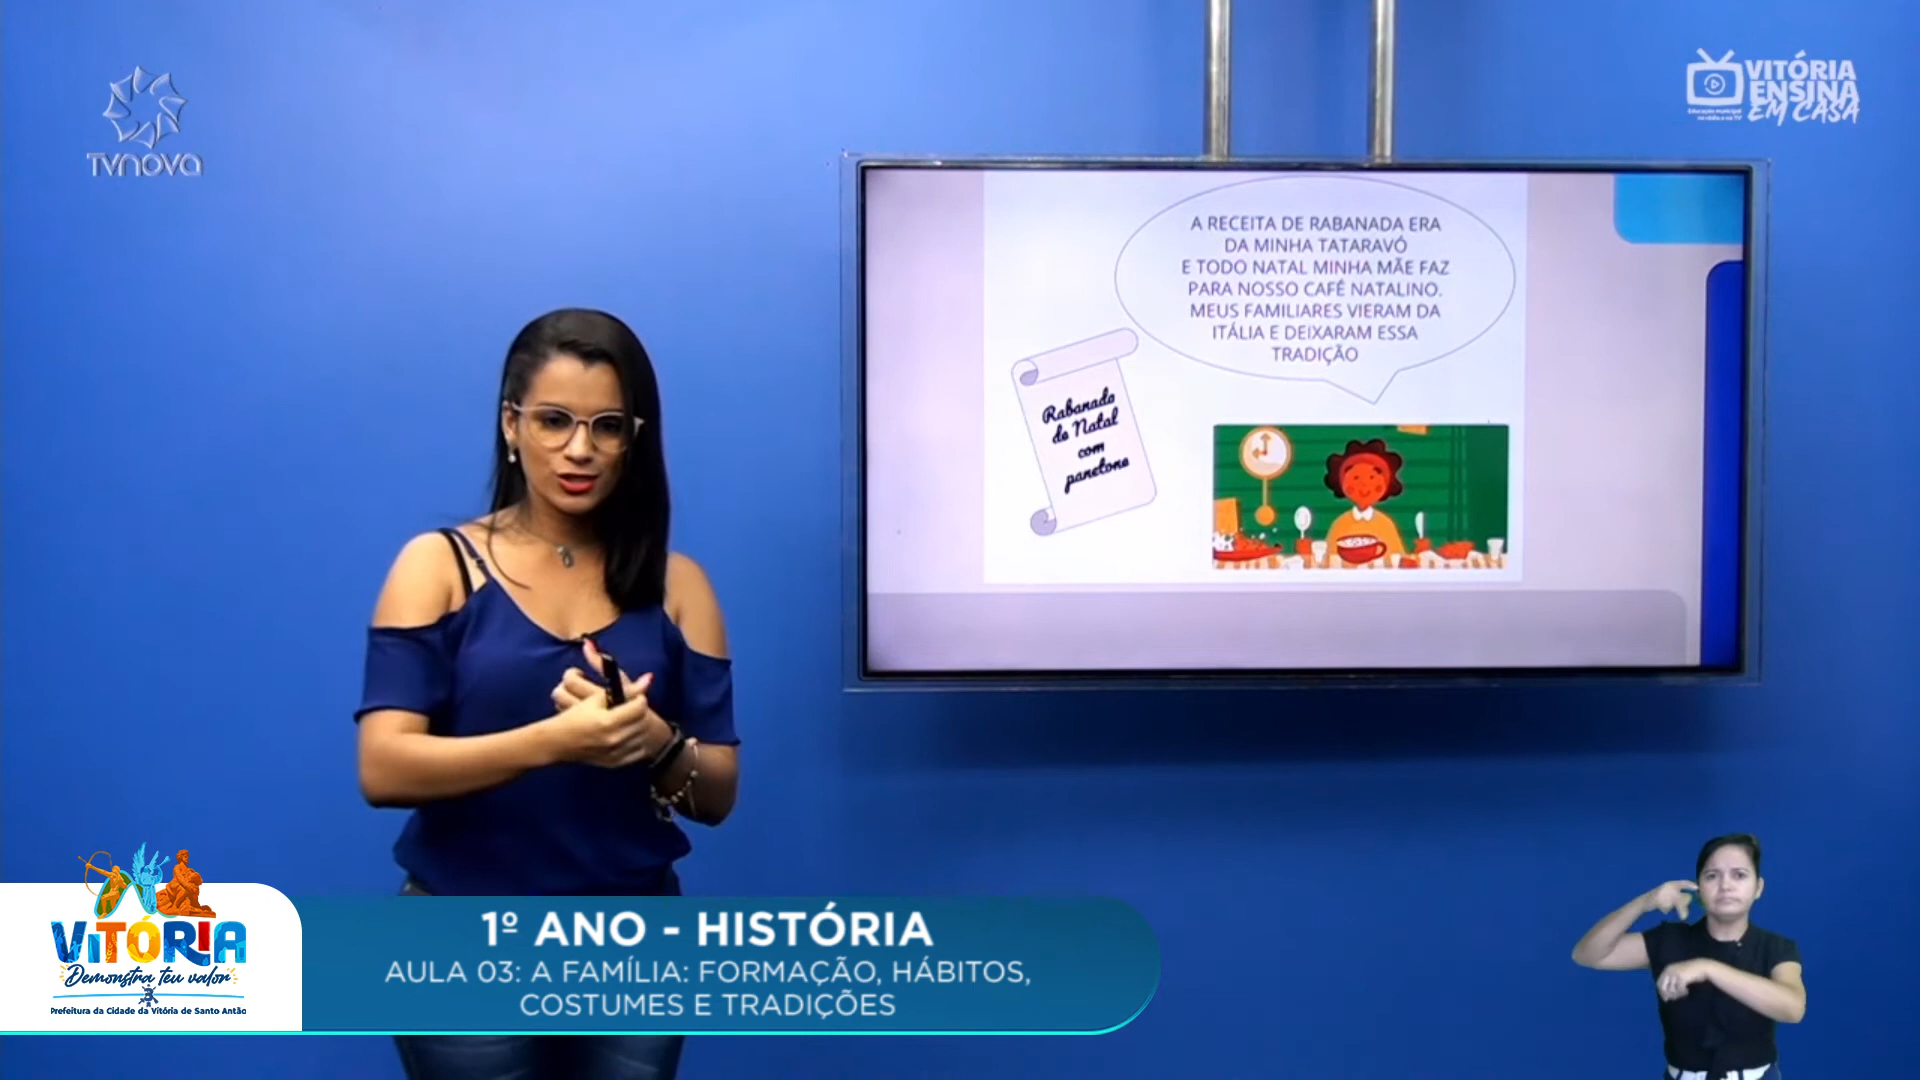 TVNOVA
VITÓRIA
ENSINA
EM CASA
A RECEITA DE RABANADA ERA
DA MINHA TATARAVÓ
E TODO NATAL MINHA MÃE FAZ
PARA NOSSO CAFÉ NATALINO.
MEUS FAMILIARES VIERAM DA
ITÁLIA E DEIXARAM ESSA
TRADIÇÃO
Rabanada
de Natal
com
panetone
1º ANO - HISTÓRIA
AULA 03: A FAMÍLIA: FORMAÇÃO, HÁBITOS,
COSTUMES E TRADIÇÕES
VITÓRIA
Demonstra teu valor
Prefeitura da Cidade da Vitória de Santo Antão